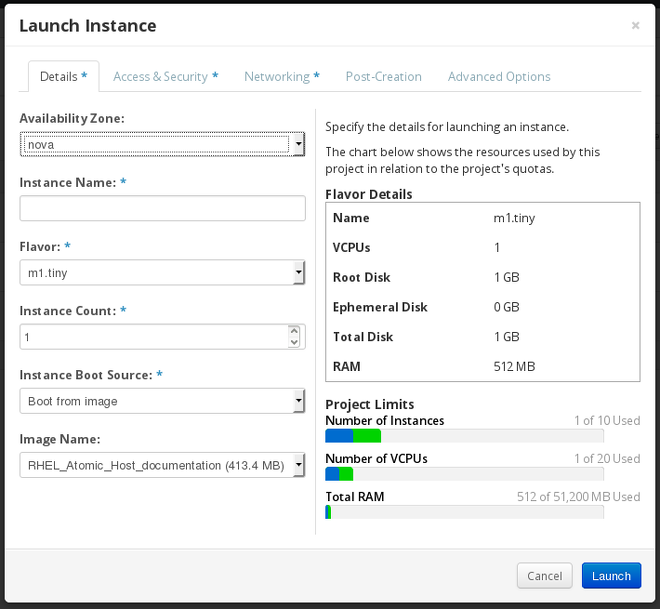 Launch Instance
×
Details *
Access & Security *
Networking *
Post-Creation
Advanced Options
Availability Zone:
nova
Instance Name: *
Flavor: *
m1.tiny
Instance Count: *
1
Instance Boot Source: *
Boot from image
Image Name:
RHEL_Atomic_Host_documentation (413.4 MB)
Specify the details for launching an instance.
The chart below shows the resources used by this
project in relation to the project's quotas.
Flavor Details
Name m1.tiny
VCPUs 1
Root Disk 1 GB
Ephemeral Disk 0 GB
Total Disk 1 GB
RAM 512 MB
Project Limits
Number of Instances 1 of 10 Used
Number of VCPUs 1 of 20 Used
Total RAM 512 of 51,200 MB Used
Cancel
Launch